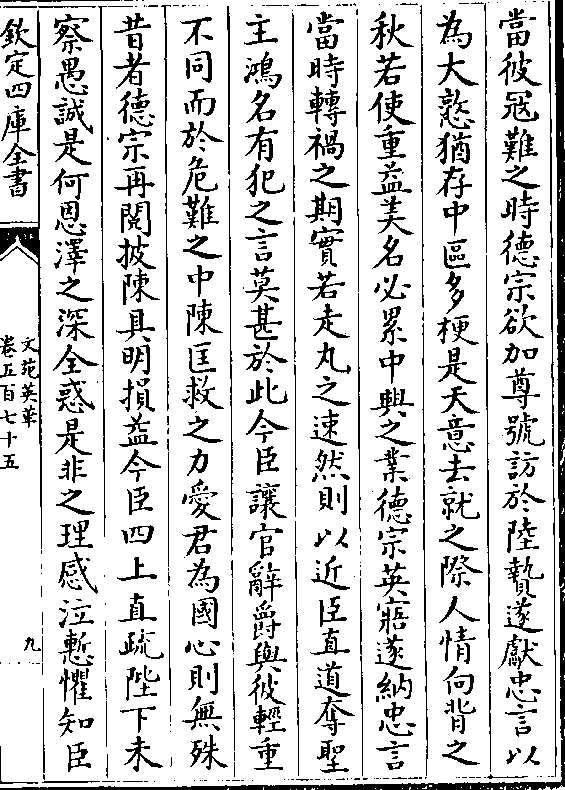 當彼冦難之時德宗欲加尊號訪於陸贄遂獻忠言以
為大憝猶存中區多梗是天意去就之際人情向背之
秋若使重益美名必累中興之業德宗英寤遂納忠言
當時轉禍之期實若走丸之速然則以近臣直道奪聖
主鴻名有犯之言莫甚於此今臣讓官辭爵與彼輕重
不同而於危難之中陳匡救之力愛君為國心則無殊
昔者德宗再閱披陳具明損益今臣四上直疏陛下未
察愚誠是何恩澤之深全惑是非之理感泣慙懼知臣
欽定四庫全書
文苑英華
卷五百七十五
九